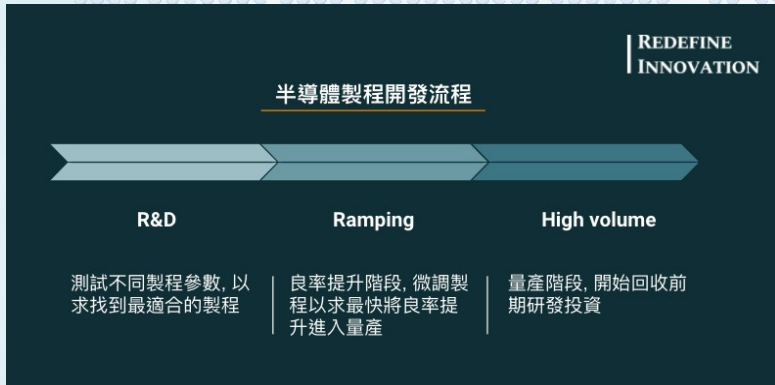 REDEFINE
INNOVATION
半導體製程開發流程
R&D
測試不同製程參數, 以
求找到最適合的製程
Ramping
良率提升階段, 微調製
程以求最快將良率提
升進入量產
High volume
量產階段, 開始回收前
期研發投資